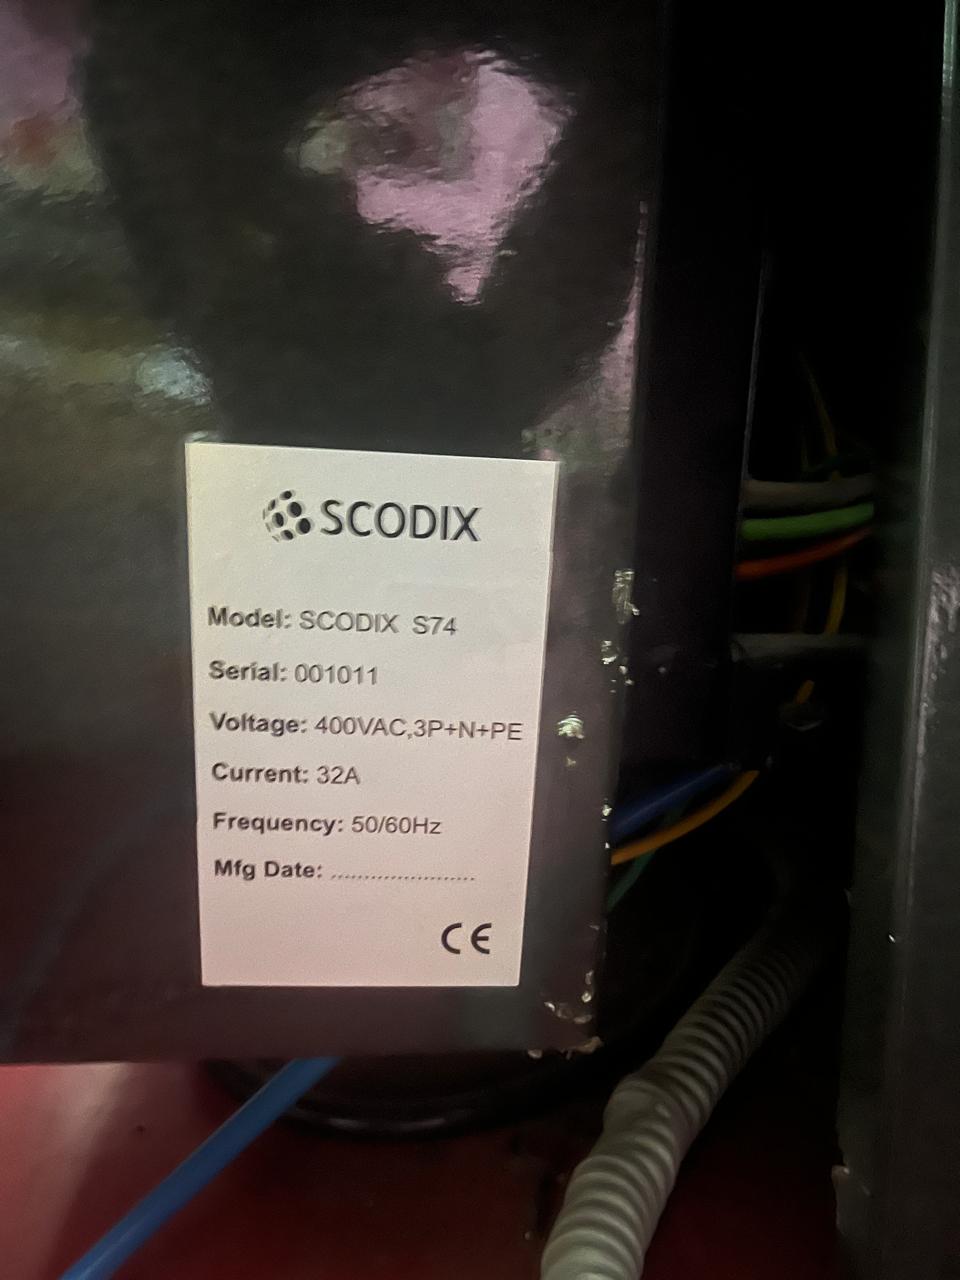 SCODIX
Model: SCODIX S74
Serial: 001011
Voltage: 400VAC,3P+N+PE
Current: 32A
Frequency: 50/60Hz
Mfg Date: ......................
CE